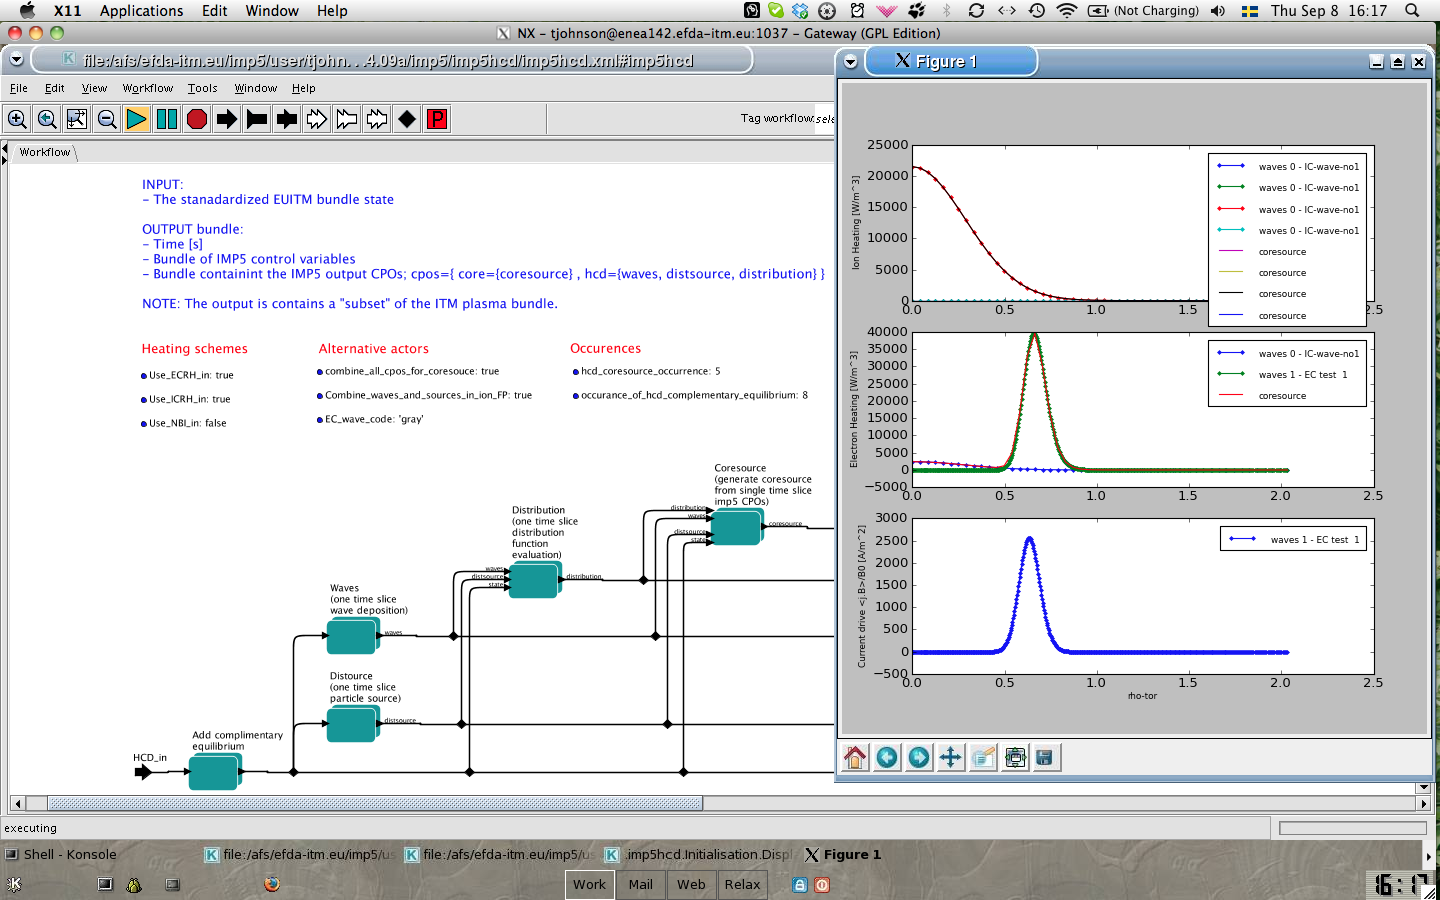 X11 Applications Edit Window Help
(Not Charging) Thu Sep 8 16:17
NX - tjohnson@enea142.efda-itm.eu:1037 - Gateway (GPL Edition)
file:/afs/efda-itm.eu/imp5/user/tjohn. . .4.09a/imp5/imp5hcd/imp5hcd.xml#imp5hcd
File Edit View Workflow Tools Window Help
Tag workflow: sele
Workflow
INPUT:
- The stanadardized EUITM bundle state
OUTPUT bundle:
- Time [s]
- Bundle of IMP5 control variables
- Bundle containint the IMP5 output CPOs; cpos={ core={coresource} , hcd={waves, distsource, distribution} }
NOTE: The output is contains a "subset" of the ITM plasma bundle.
Heating schemes
Use_ECRH_in: true
Use_ICRH_in: true
Use_NBI_in: false
Alternative actors
combine_all_cpos_for_coresouce: true
Combine_waves_and_sources_in_ion_FP: true
EC_wave_code: 'gray'
Occurences
hcd_coresource_occurrence: 5
occurance_of_hcd_complementary_equilibrium: 8
Coresource
(generate coresource
from single time slice
imp5 CPOs)
distribution
waves
distsource
state
coresource
Distribution
(one time slice
distribution
function
evaluation)
waves
distsource
state
distribution
Waves
(one time slice
wave deposition)
waves
Distource
(one time slice
particle source)
distsource
Add complimentary
equilibrium
HCD_in
executing
Figure 1
25000
20000
15000
10000
5000
0
Ion Heating [W/m^3]
0.0 0.5 1.0 2.5
waves 0 - IC-wave-no1
waves 0 - IC-wave-no1
waves 0 - IC-wave-no1
waves 0 - IC-wave-no1
coresource
coresource
coresource
coresource
40000
35000
30000
25000
20000
15000
10000
5000
0
-5000
Electron Heating [W/m^3]
0.0 0.5 1.0 1.5 2.0 2.5
waves 0 - IC-wave-no1
waves 1 - EC test 1
coresource
3000
2500
2000
1500
1000
500
0
-500
Current drive <j.B>/B0 [A/m^2]
0.0 0.5 1.0 1.5 2.0 2.5
rho-tor
waves 1 - EC test 1
Shell - Konsole
file:/afs/efda-itm.eu/imp5/us
file:/afs/efda-itm.eu/imp5/us
.imp5hcd.Initialisation.Displa
Figure 1
Work Mail Web Relax
16:17